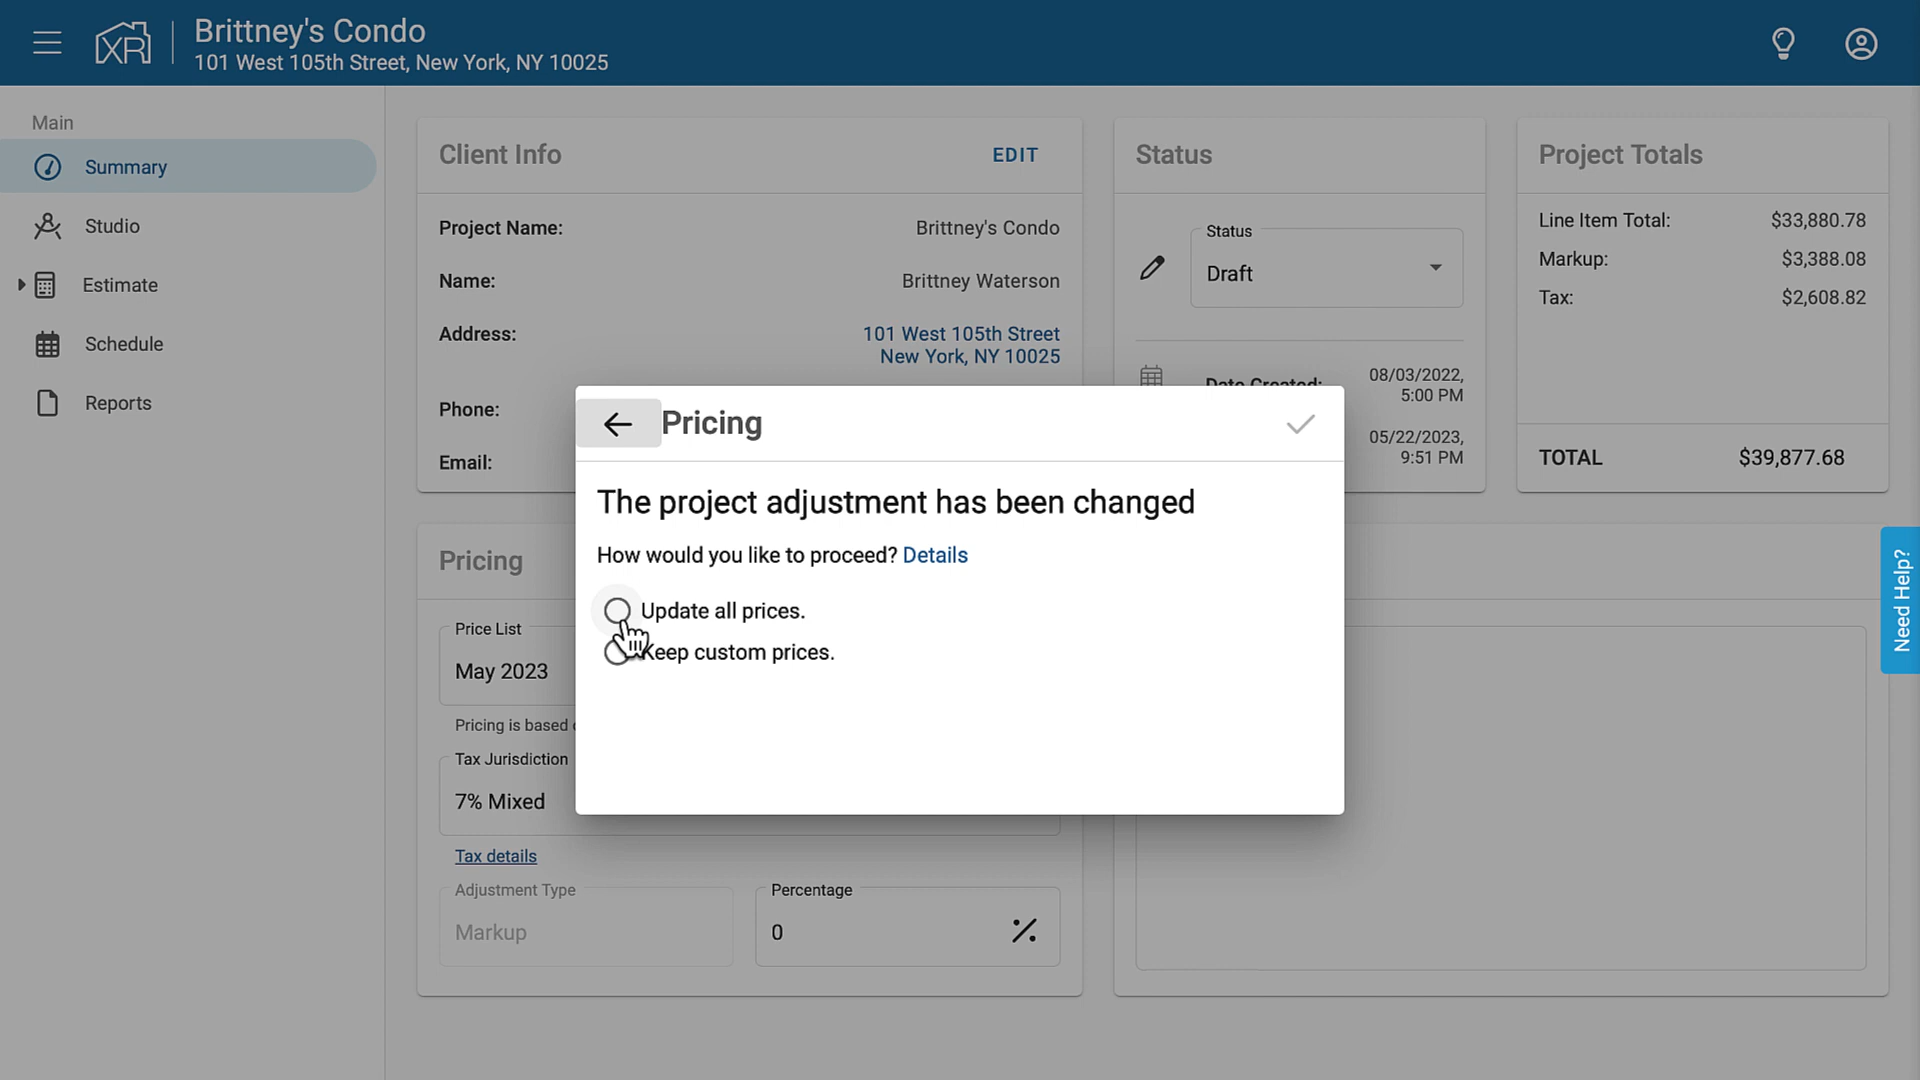 XR
Brittney's Condo
101 West 105th Street, New York, NY 10025
Main
Summary
Studio
Estimate
Schedule
Reports
Client Info
EDIT
Project Name:
Brittney's Condo
Name:
Brittney Waterson
Address:
101 West 105th Street
New York, NY 10025
Phone:
Email:
Status
Status
Draft
Date Created:
08/03/2022,
5:00 PM
05/22/2023,
9:51 PM
Project Totals
Line Item Total:
$33,880.78
Markup:
$3,388.08
Tax:
$2,608.82
TOTAL
$39,877.68
Pricing
The project adjustment has been changed
How would you like to proceed? Details
Update all prices.
Keep custom prices.
Pricing
Price List
May 2023
Pricing is based
Tax Jurisdiction
7% Mixed
Tax details
Adjustment Type
Markup
Percentage
0
%
Need Help?